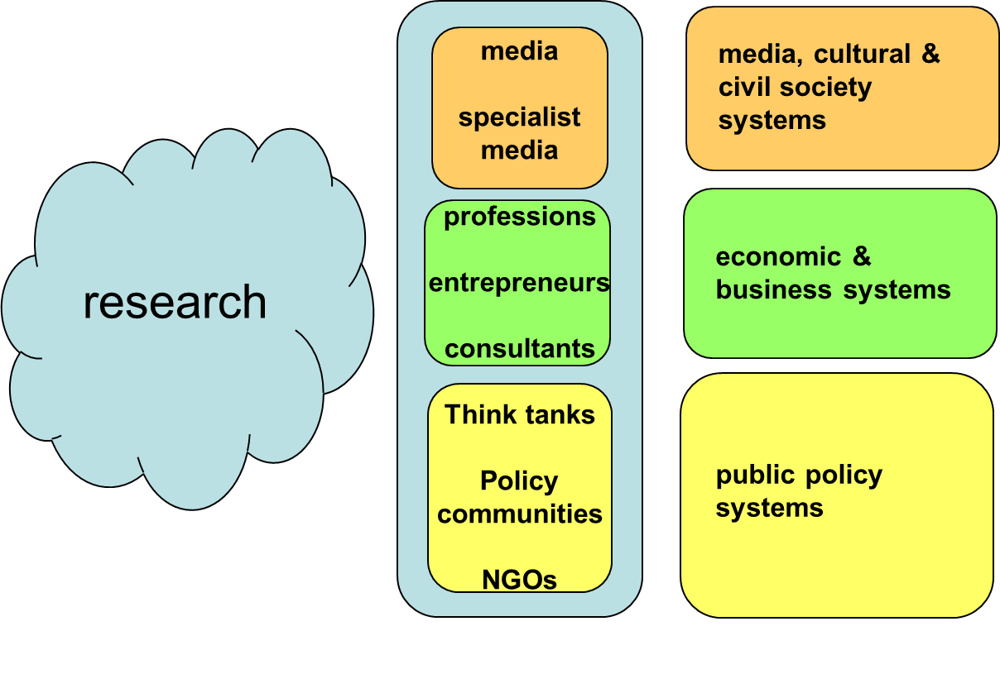 research
media
specialist
media
professions
entrepreneurs
consultants
Think tanks
Policy
communities
NGOs
media, cultural &
civil society
systems
economic &
business systems
public policy
systems